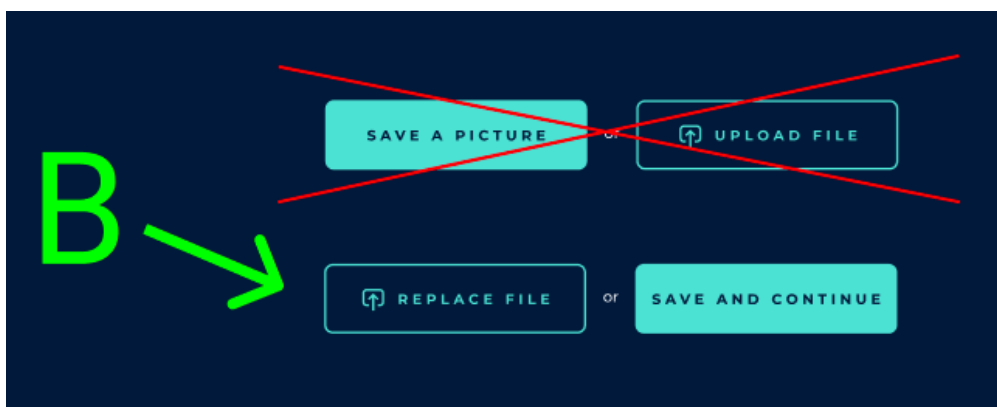 SAVE A PICTURE or UPLOAD FILE
B
REPLACE FILE or SAVE AND CONTINUE